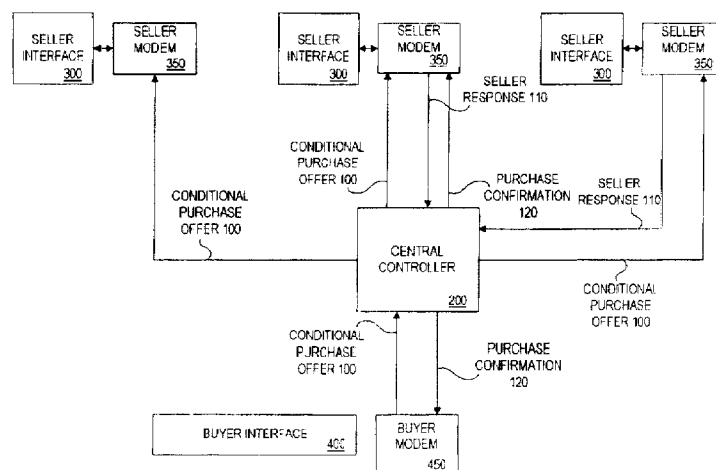 SELLER
INTERFACE
300
SELLER
MODEM
350
SELLER
INTERFACE
300
SELLER
MODEM
350
SELLER
INTERFACE
300
SELLER
MODEM
350
SELLER
RESPONSE 110
CONDITIONAL
PURCHASE
OFFER 100
PURCHASE
CONFIRMATION
120
SELLER
RESPONSE 110
CONDITIONAL
PURCHASE
OFFER 100
CENTRAL
CONTROLLER
200
CONDITIONAL
PURCHASE
OFFER 100
CONDITIONAL
PURCHASE
OFFER 100
PURCHASE
CONFIRMATION
120
BUYER INTERFACE
400
BUYER
MODEM
450